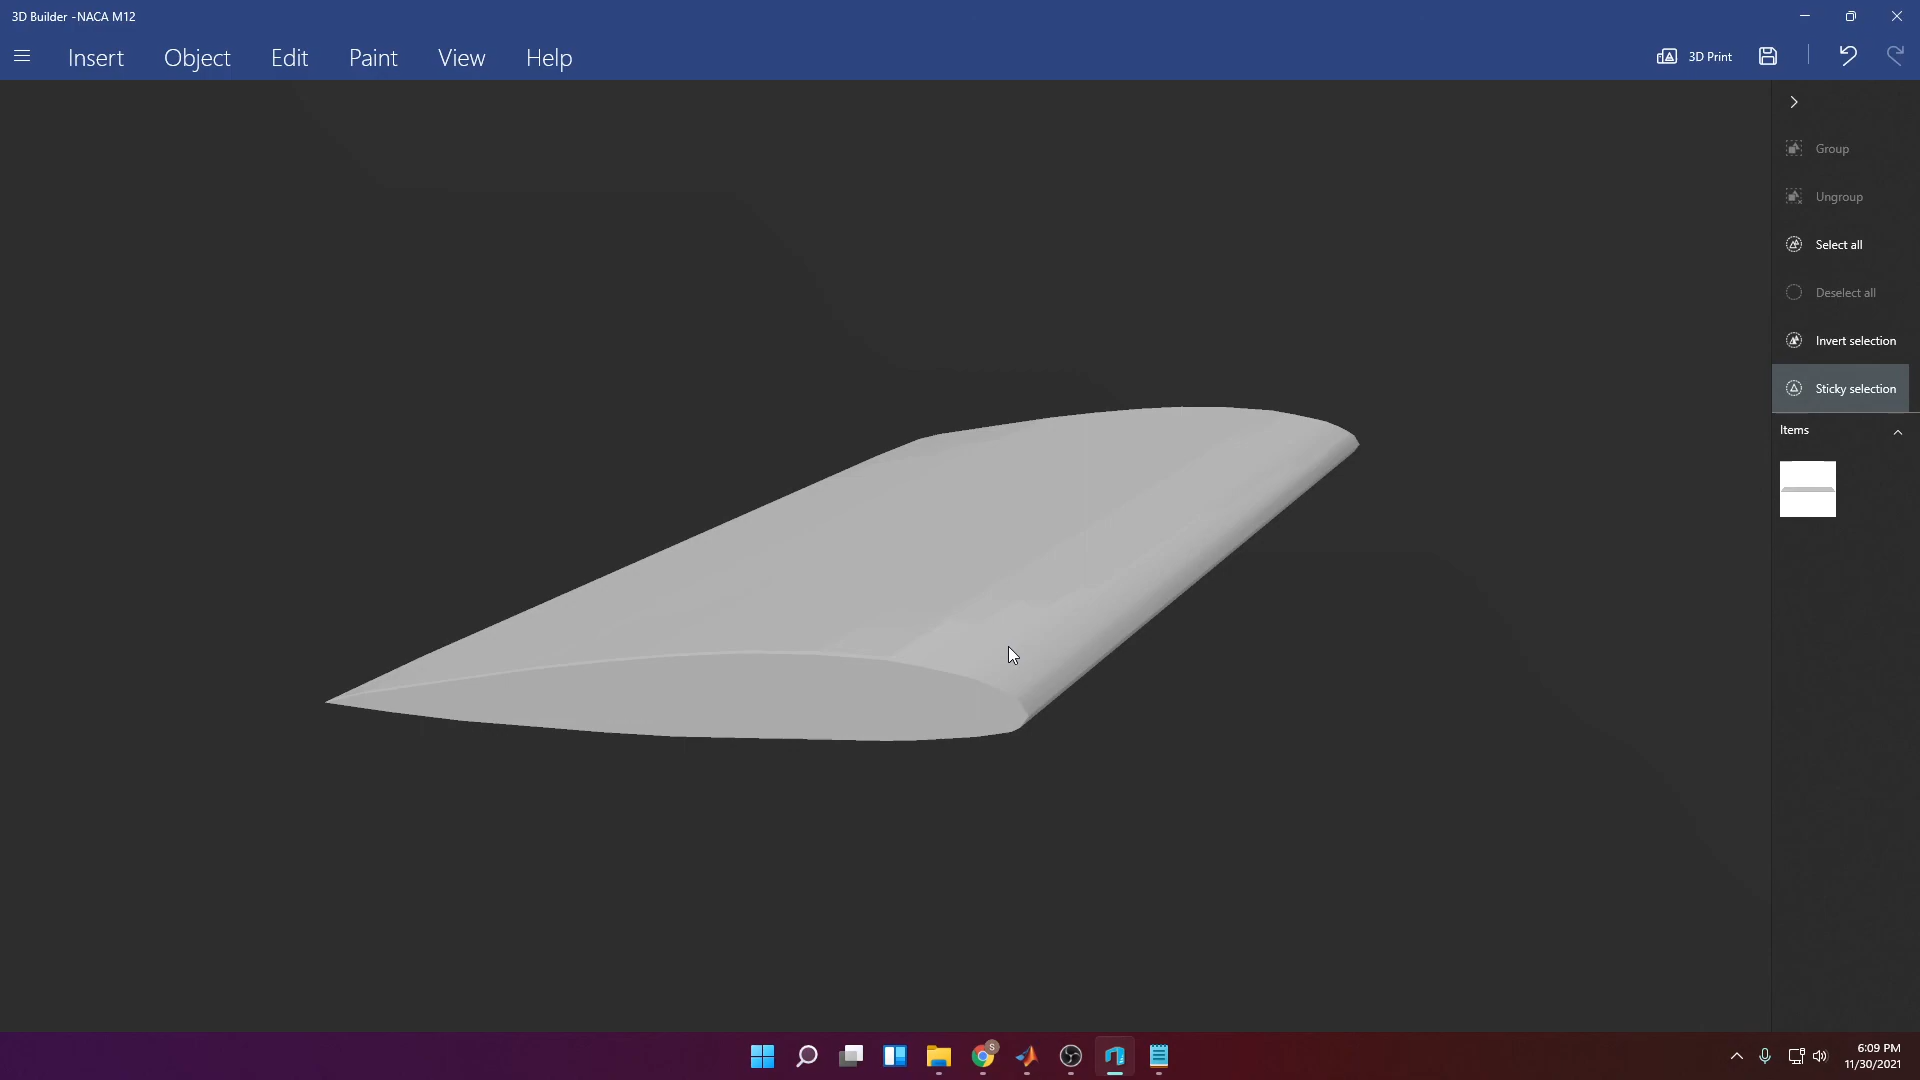 3D Builder -NACA M12
Insert Object Edit Paint View Help
3D Print
Group
Ungroup
Select all
Deselect all
Invert selection
Sticky selection
Items
S
6:09 PM
11/30/2021